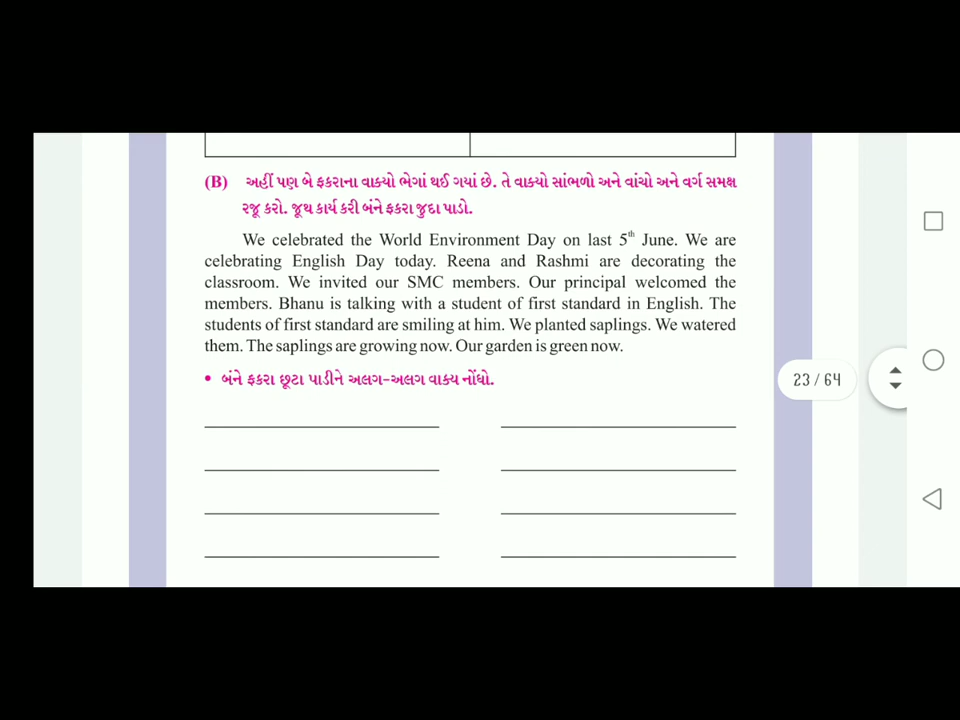 (B) અહીં પણ બે ફકરાના વાક્યો ભેગાં થઈ ગયાં છે. તે વાક્યો સાંભળો અને વાંચો અને વર્ગ સમક્ષ
રજૂ કરો. જૂથ કાર્ય કરી બંને ફકરા જુદા પાડો.
We celebrated the World Environment Day on last 5th June. We are
celebrating English Day today. Reena and Rashmi are decorating the
classroom. We invited our SMC members. Our principal welcomed the
members. Bhanu is talking with a student of first standard in English. The
students of first standard are smiling at him. We planted saplings. We watered
them. The saplings are growing now. Our garden is green now.
• બંને ફકરા છૂટા પાડીને અલગ-અલગ વાક્ય નોંધો.
23 / 64